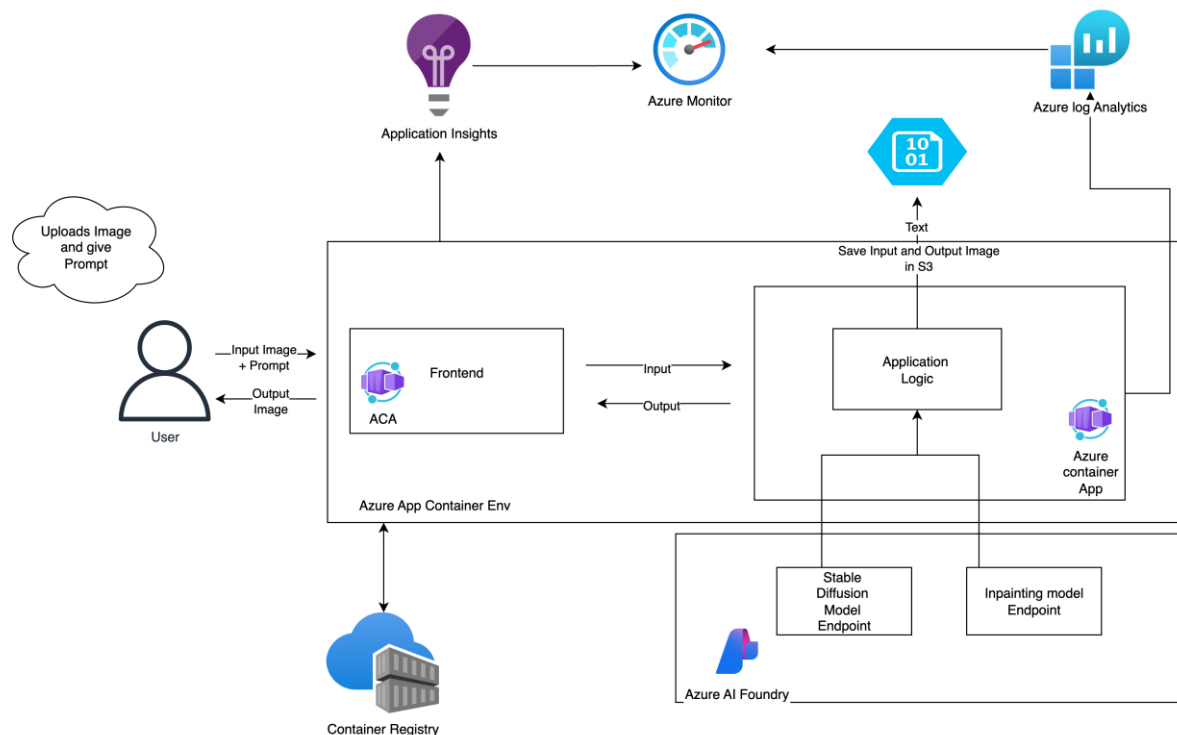 Azure Monitor
Azure log Analytics
Application Insights
10
01
Uploads Image
and give
Prompt
Text
Save Input and Output Image
in S3
Input Image
+ Prompt
Output
Image
User
Frontend
ACA
Input
Output
Application
Logic
Azure
container
App
Azure App Container Env
Stable
Diffusion
Model
Endpoint
Inpainting model
Endpoint
Azure AI Foundry
Container Registry